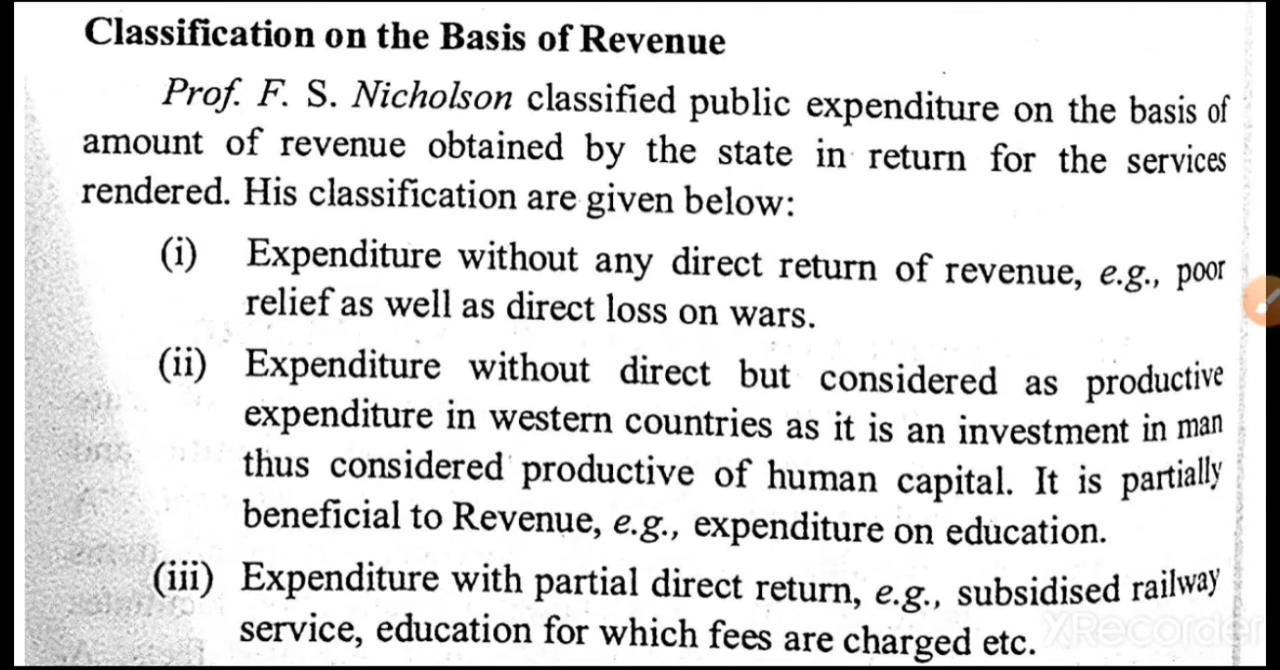 Classification on the Basis of Revenue
Prof. F. S. Nicholson classified public expenditure on the basis of
amount of revenue obtained by the state in return for the services
rendered. His classification are given below:
(i) Expenditure without any direct return of revenue, e.g., poor
relief as well as direct loss on wars.
(ii) Expenditure without direct but considered as productive
expenditure in western countries as it is an investment in man
thus considered productive of human capital. It is partially
beneficial to Revenue, e.g., expenditure on education.
(iii) Expenditure with partial direct return, e.g., subsidised railway
service, education for which fees are charged etc.
XRecorder